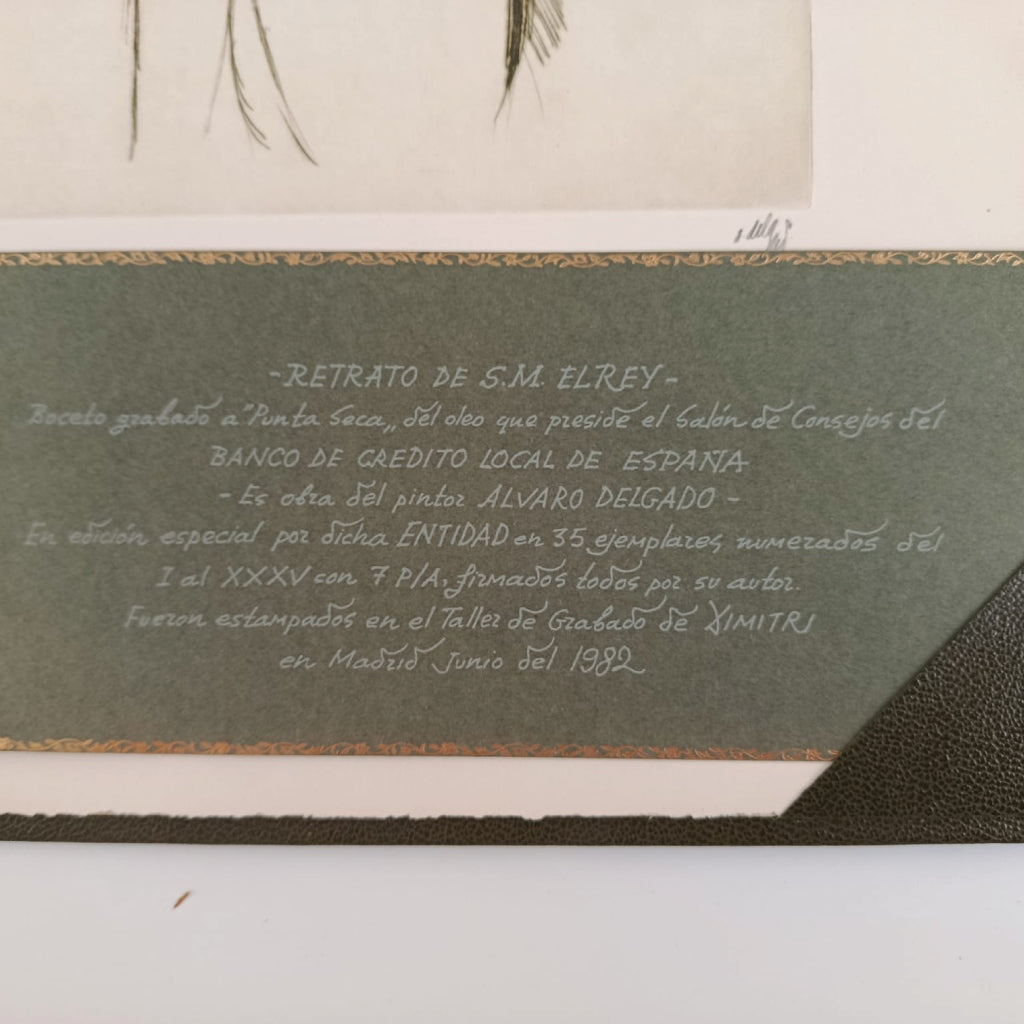 -RETRATO DE S.M. EL REY-
Boceto grabado a "Punta Seca„ del oleo que preside el Salón de Consejos del
BANCO DE CREDITO LOCAL DE ESPAÑA
- Es obra del pintor ALVARO DELGADO -
En edición especial por dicha ENTIDAD en 35 ejemplares numerados del
I al XXXV con 7 P/A, firmados todos por su autor.
Fueron estampados en el Taller de Grabado de DIMITRI
en Madrid Junio del 1982